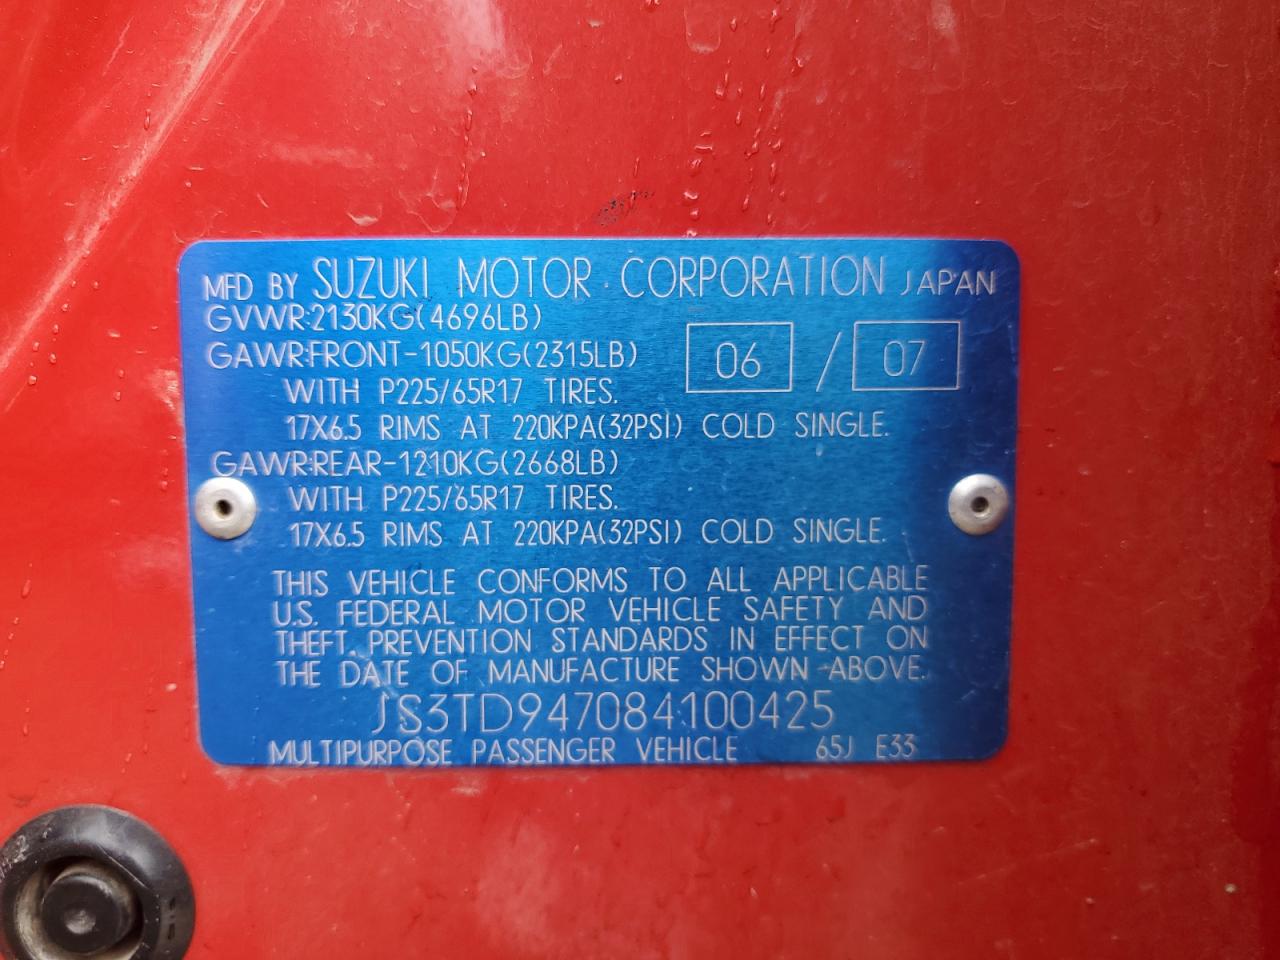 MFD BY SUZUKI MOTOR CORPORATION JAPAN
GVWR:2130KG(4696LB)
GAWR:FRONT-1050KG(2315LB) 06 / 07
WITH P225/65R17 TIRES.
17X6.5 RIMS AT 220KPA(32PSI) COLD SINGLE.
GAWR:REAR-1210KG(2668LB)
WITH P225/65R17 TIRES.
17X6.5 RIMS AT 220KPA(32PSI) COLD SINGLE.
THIS VEHICLE CONFORMS TO ALL APPLICABLE
U.S. FEDERAL MOTOR VEHICLE SAFETY AND
THEFT PREVENTION STANDARDS IN EFFECT ON
THE DATE OF MANUFACTURE SHOWN ABOVE.
JS3TD947084100425
MULTIPURPOSE PASSENGER VEHICLE 65J E33